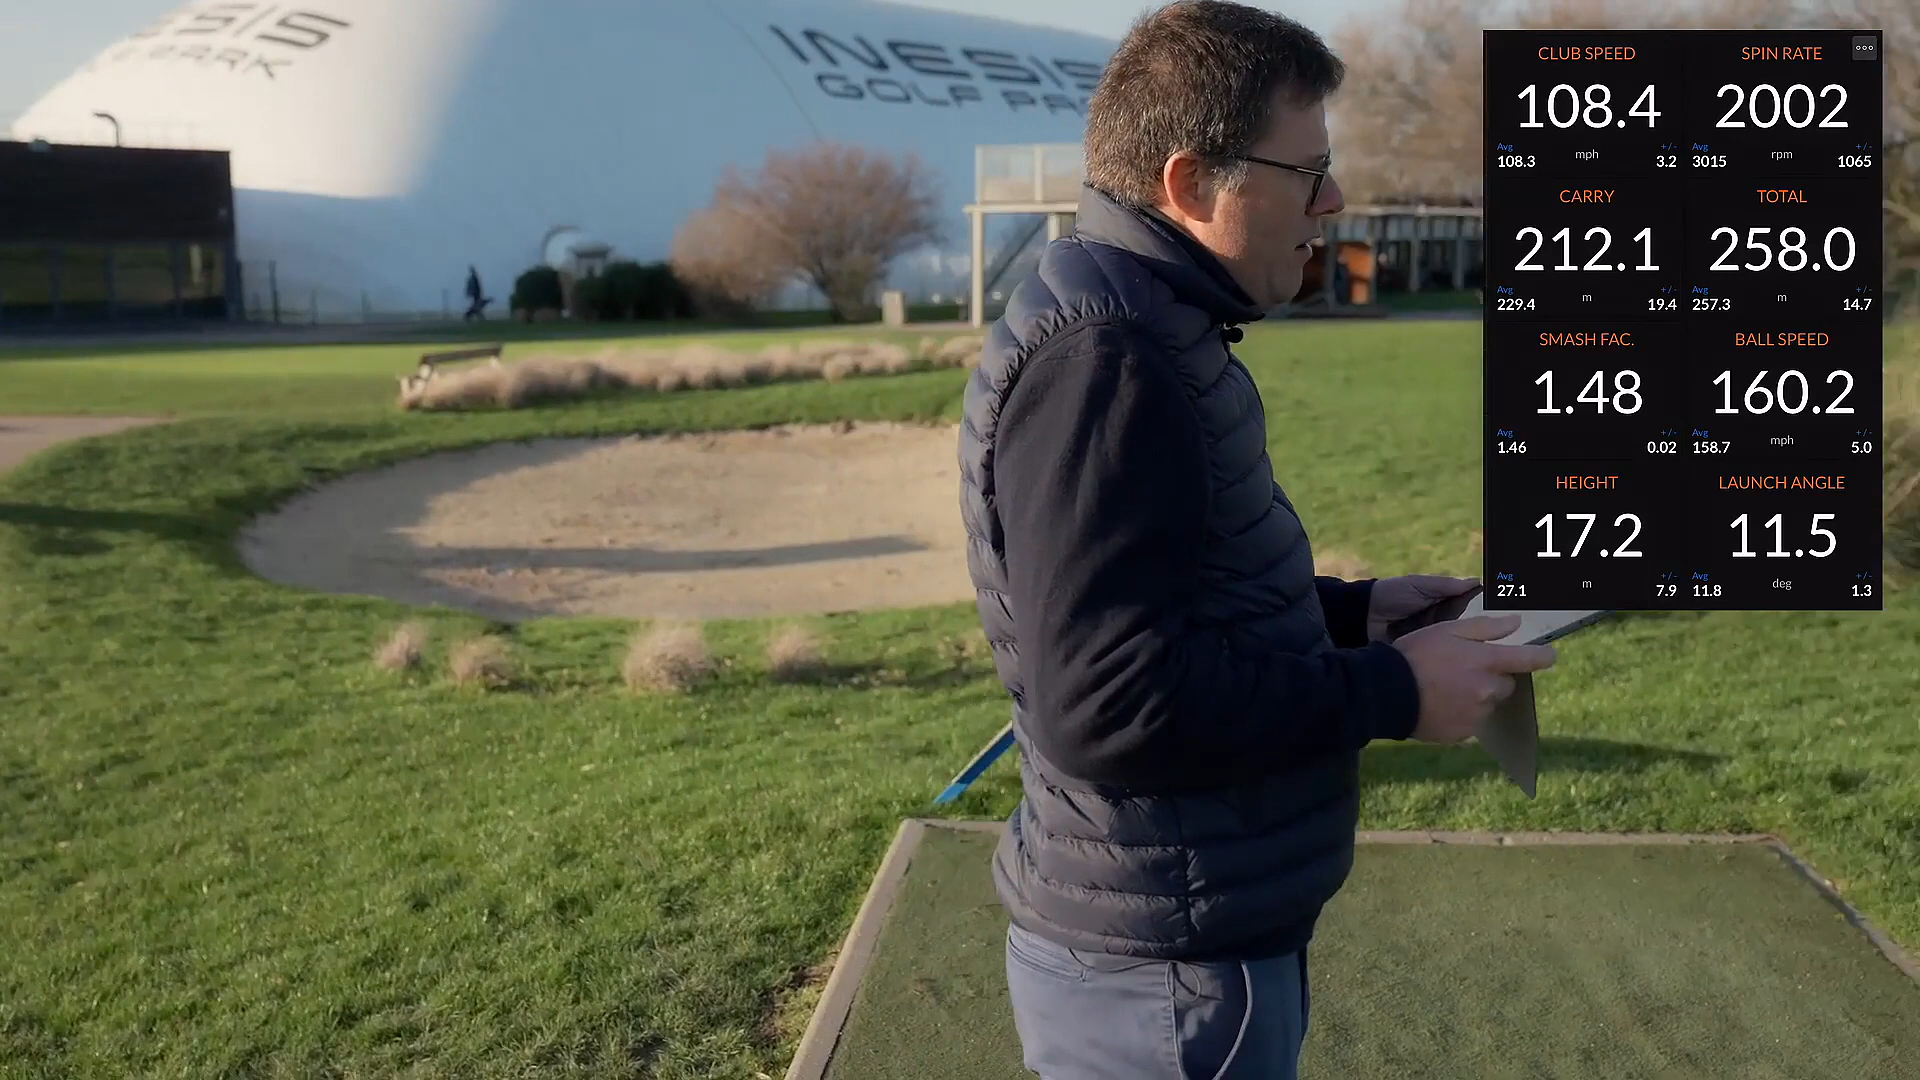 INESIS
GOLF
CLUB SPEED
108.4
Avg
108.3
mph
+/-
3.2
SPIN RATE
2002
Avg
3015
rpm
+/-
1065
CARRY
212.1
Avg
229.4
m
+/-
19.4
TOTAL
258.0
Avg
257.3
m
+/-
14.7
SMASH FAC.
1.48
Avg
1.46
+/-
0.02
BALL SPEED
160.2
Avg
158.7
mph
+/-
5.0
HEIGHT
17.2
Avg
27.1
m
+/-
7.9
LAUNCH ANGLE
11.5
Avg
11.8
deg
+/-
1.3